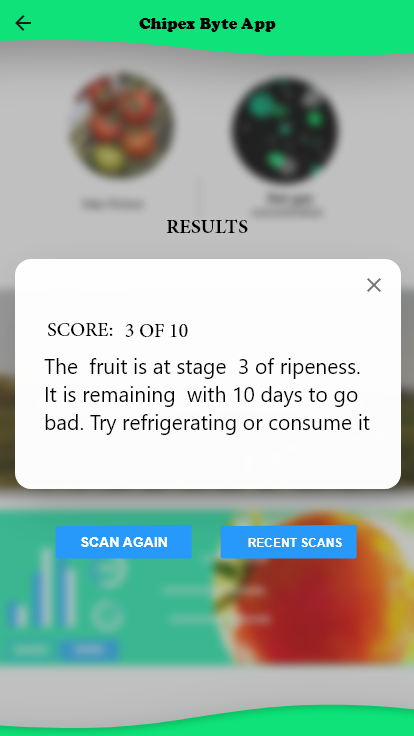 Chipex Byte App
RESULTS
SCORE: 3 OF 10
The fruit is at stage 3 of ripeness.
It is remaining with 10 days to go
bad. Try refrigerating or consume it
SCAN AGAIN
RECENT SCANS